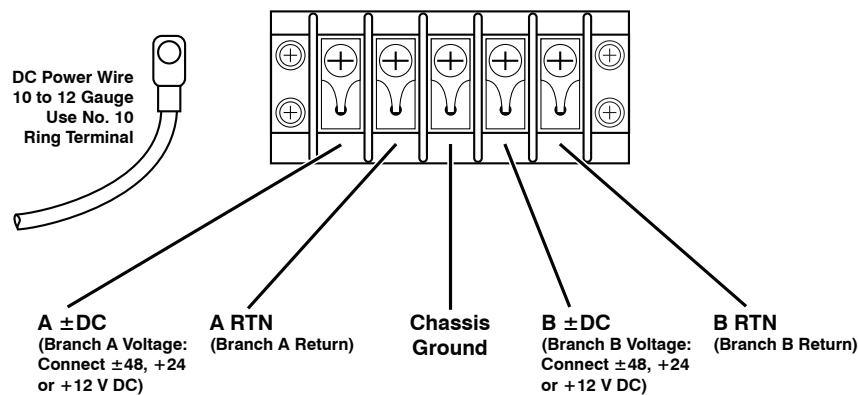 DC Power Wire
10 to 12 Gauge
Use No. 10
Ring Terminal
A ±DC
(Branch A Voltage:
Connect ±48, +24
or +12 V DC)
A RTN
(Branch A Return)
Chassis
Ground
B ±DC
(Branch B Voltage:
Connect ±48, +24
or +12 V DC)
B RTN
(Branch B Return)